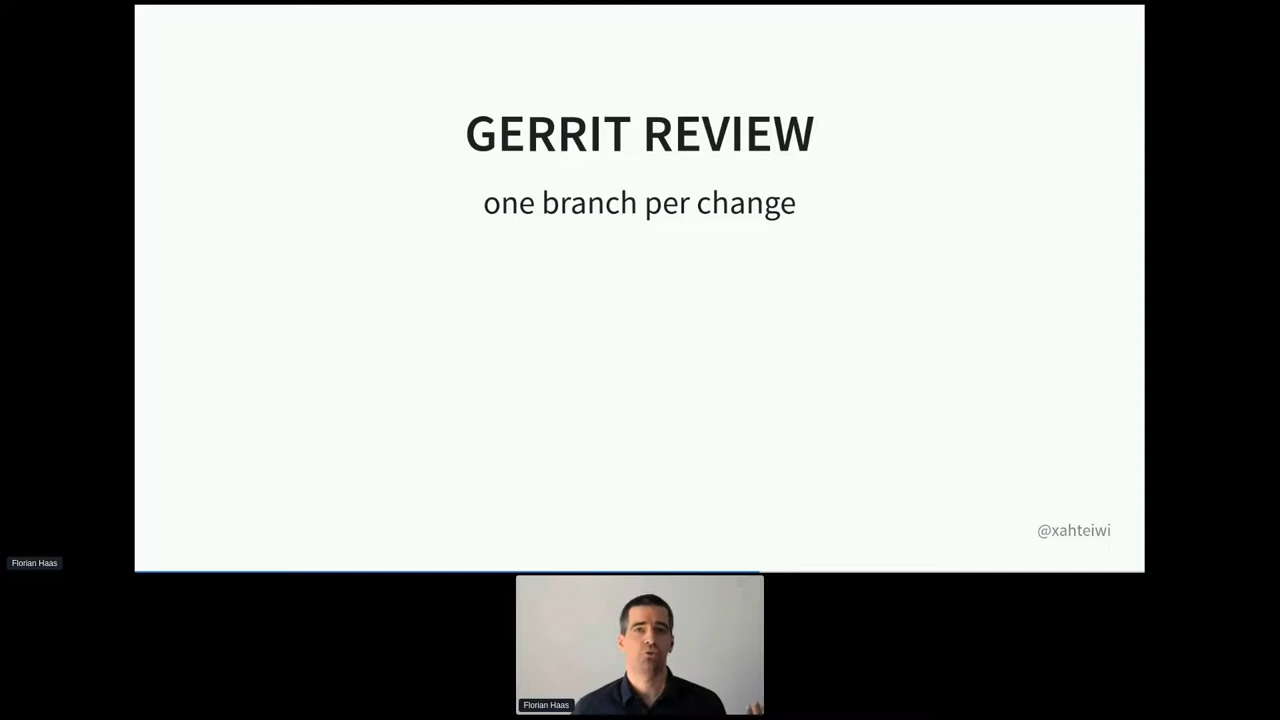 GERRIT REVIEW
one branch per change
@xahteiwi
Florian Haas
Florian Haas